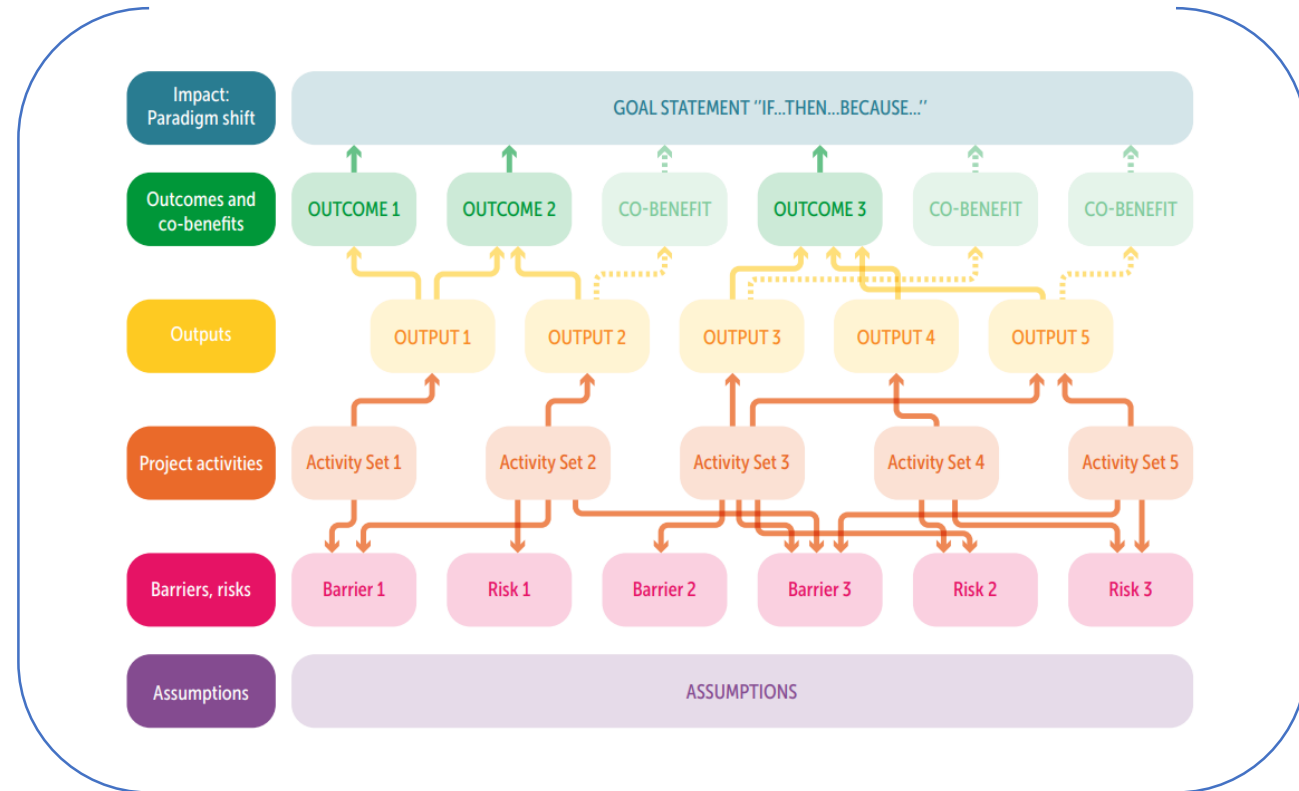 Impact:
Paradigm shift
GOAL STATEMENT "IF...THEN...BECAUSE..."
Outcomes and
co-benefits
OUTCOME 1
OUTCOME 2
CO-BENEFIT
OUTCOME 3
CO-BENEFIT
CO-BENEFIT
Outputs
OUTPUT 1
OUTPUT 2
OUTPUT 3
OUTPUT 4
OUTPUT 5
Project activities
Activity Set 1
Activity Set 2
Activity Set 3
Activity Set 4
Activity Set 5
Barriers, risks
Barrier 1
Risk 1
Barrier 2
Barrier 3
Risk 2
Risk 3
Assumptions
ASSUMPTIONS